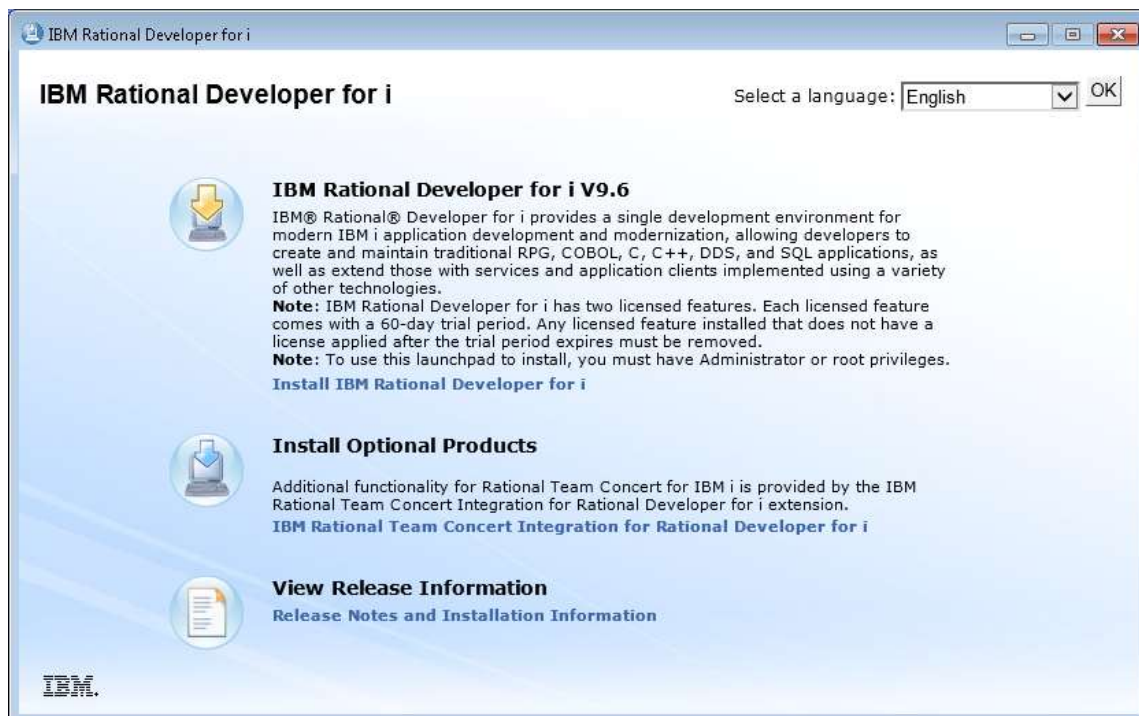 IBM Rational Developer for i
IBM Rational Developer for i
Select a language: English OK
IBM Rational Developer for i V9.6
IBM® Rational® Developer for i provides a single development environment for
modern IBM i application development and modernization, allowing developers to
create and maintain traditional RPG, COBOL, C, C++, DDS, and SQL applications, as
well as extend those with services and application clients implemented using a variety
of other technologies.
Note: IBM Rational Developer for i has two licensed features. Each licensed feature
comes with a 60-day trial period. Any licensed feature installed that does not have a
license applied after the trial period expires must be removed.
Note: To use this launchpad to install, you must have Administrator or root privileges.
Install IBM Rational Developer for i
Install Optional Products
Additional functionality for Rational Team Concert for IBM i is provided by the IBM
Rational Team Concert Integration for Rational Developer for i extension.
IBM Rational Team Concert Integration for Rational Developer for i
View Release Information
Release Notes and Installation Information
IBM.